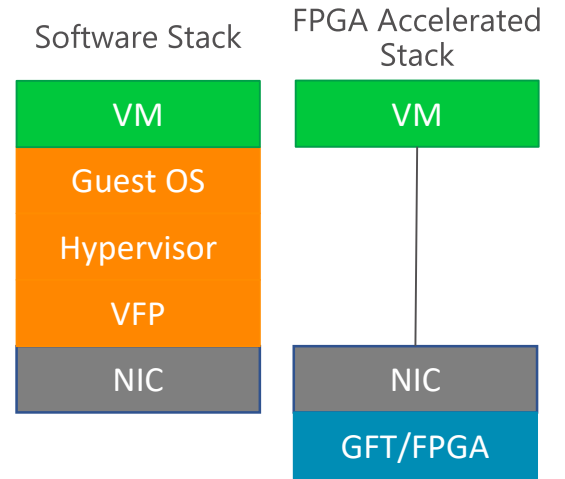 Software Stack
VM
Guest OS
Hypervisor
VFP
NIC
FPGA Accelerated
Stack
VM
NIC
GFT/FPGA